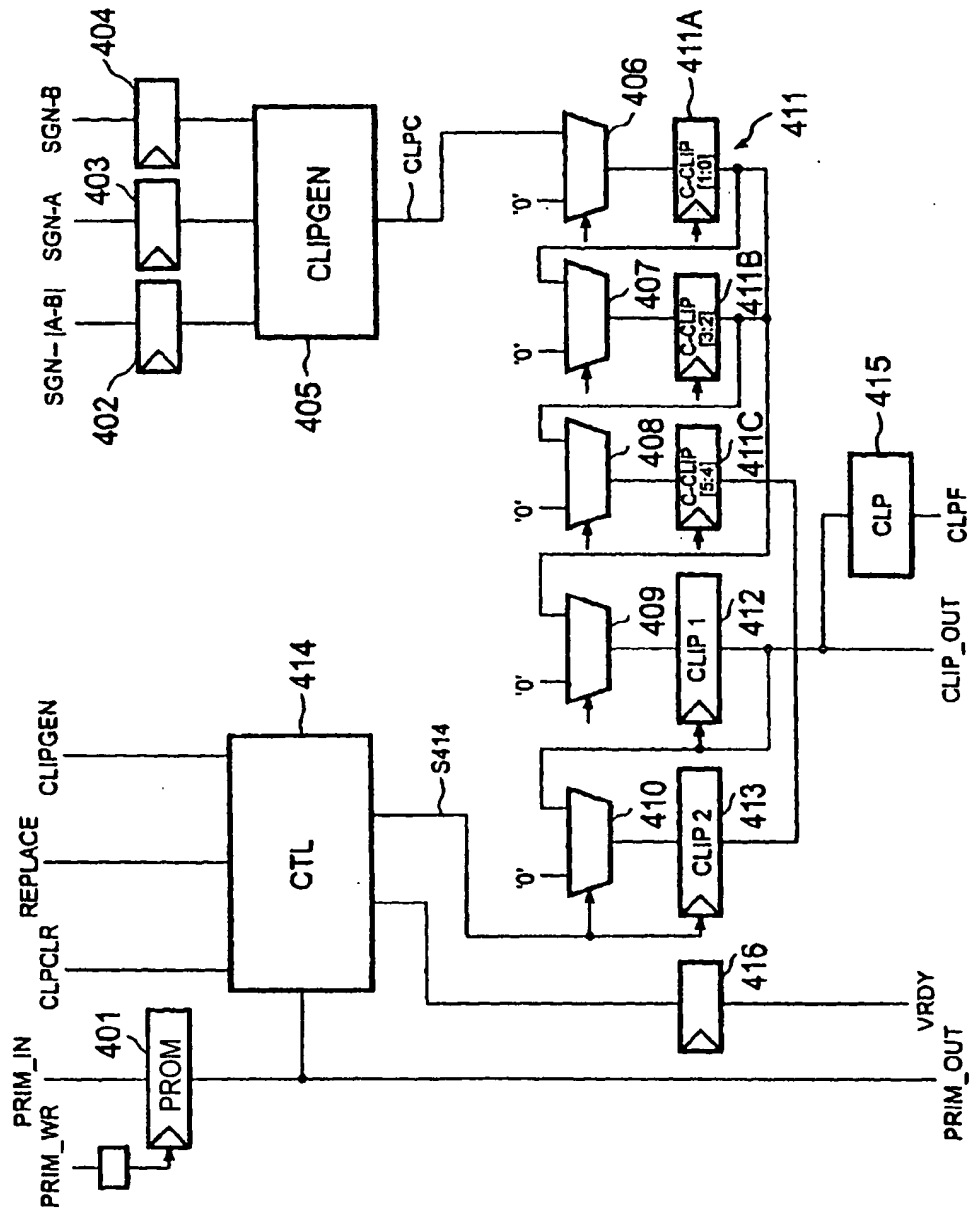 PRIM_WR
PRIM_IN
CLPCLR
REPLACE
CLIPGEN
SGN-|A-B|
SGN-A
SGN-B
401
PROM
402
403
404
414
CTL
405
CLIPGEN
S414
CLPC
'0'
'0'
'0'
'0'
'0'
410
409
408
407
406
CLIP 2
413
CLIP 1
412
C-CLIP
[5:4]
411C
C-CLIP
[3:2]
411B
C-CLIP
[1:0]
411A
411
416
415
CLP
VRDY
PRIM_OUT
CLIP_OUT
CLPF